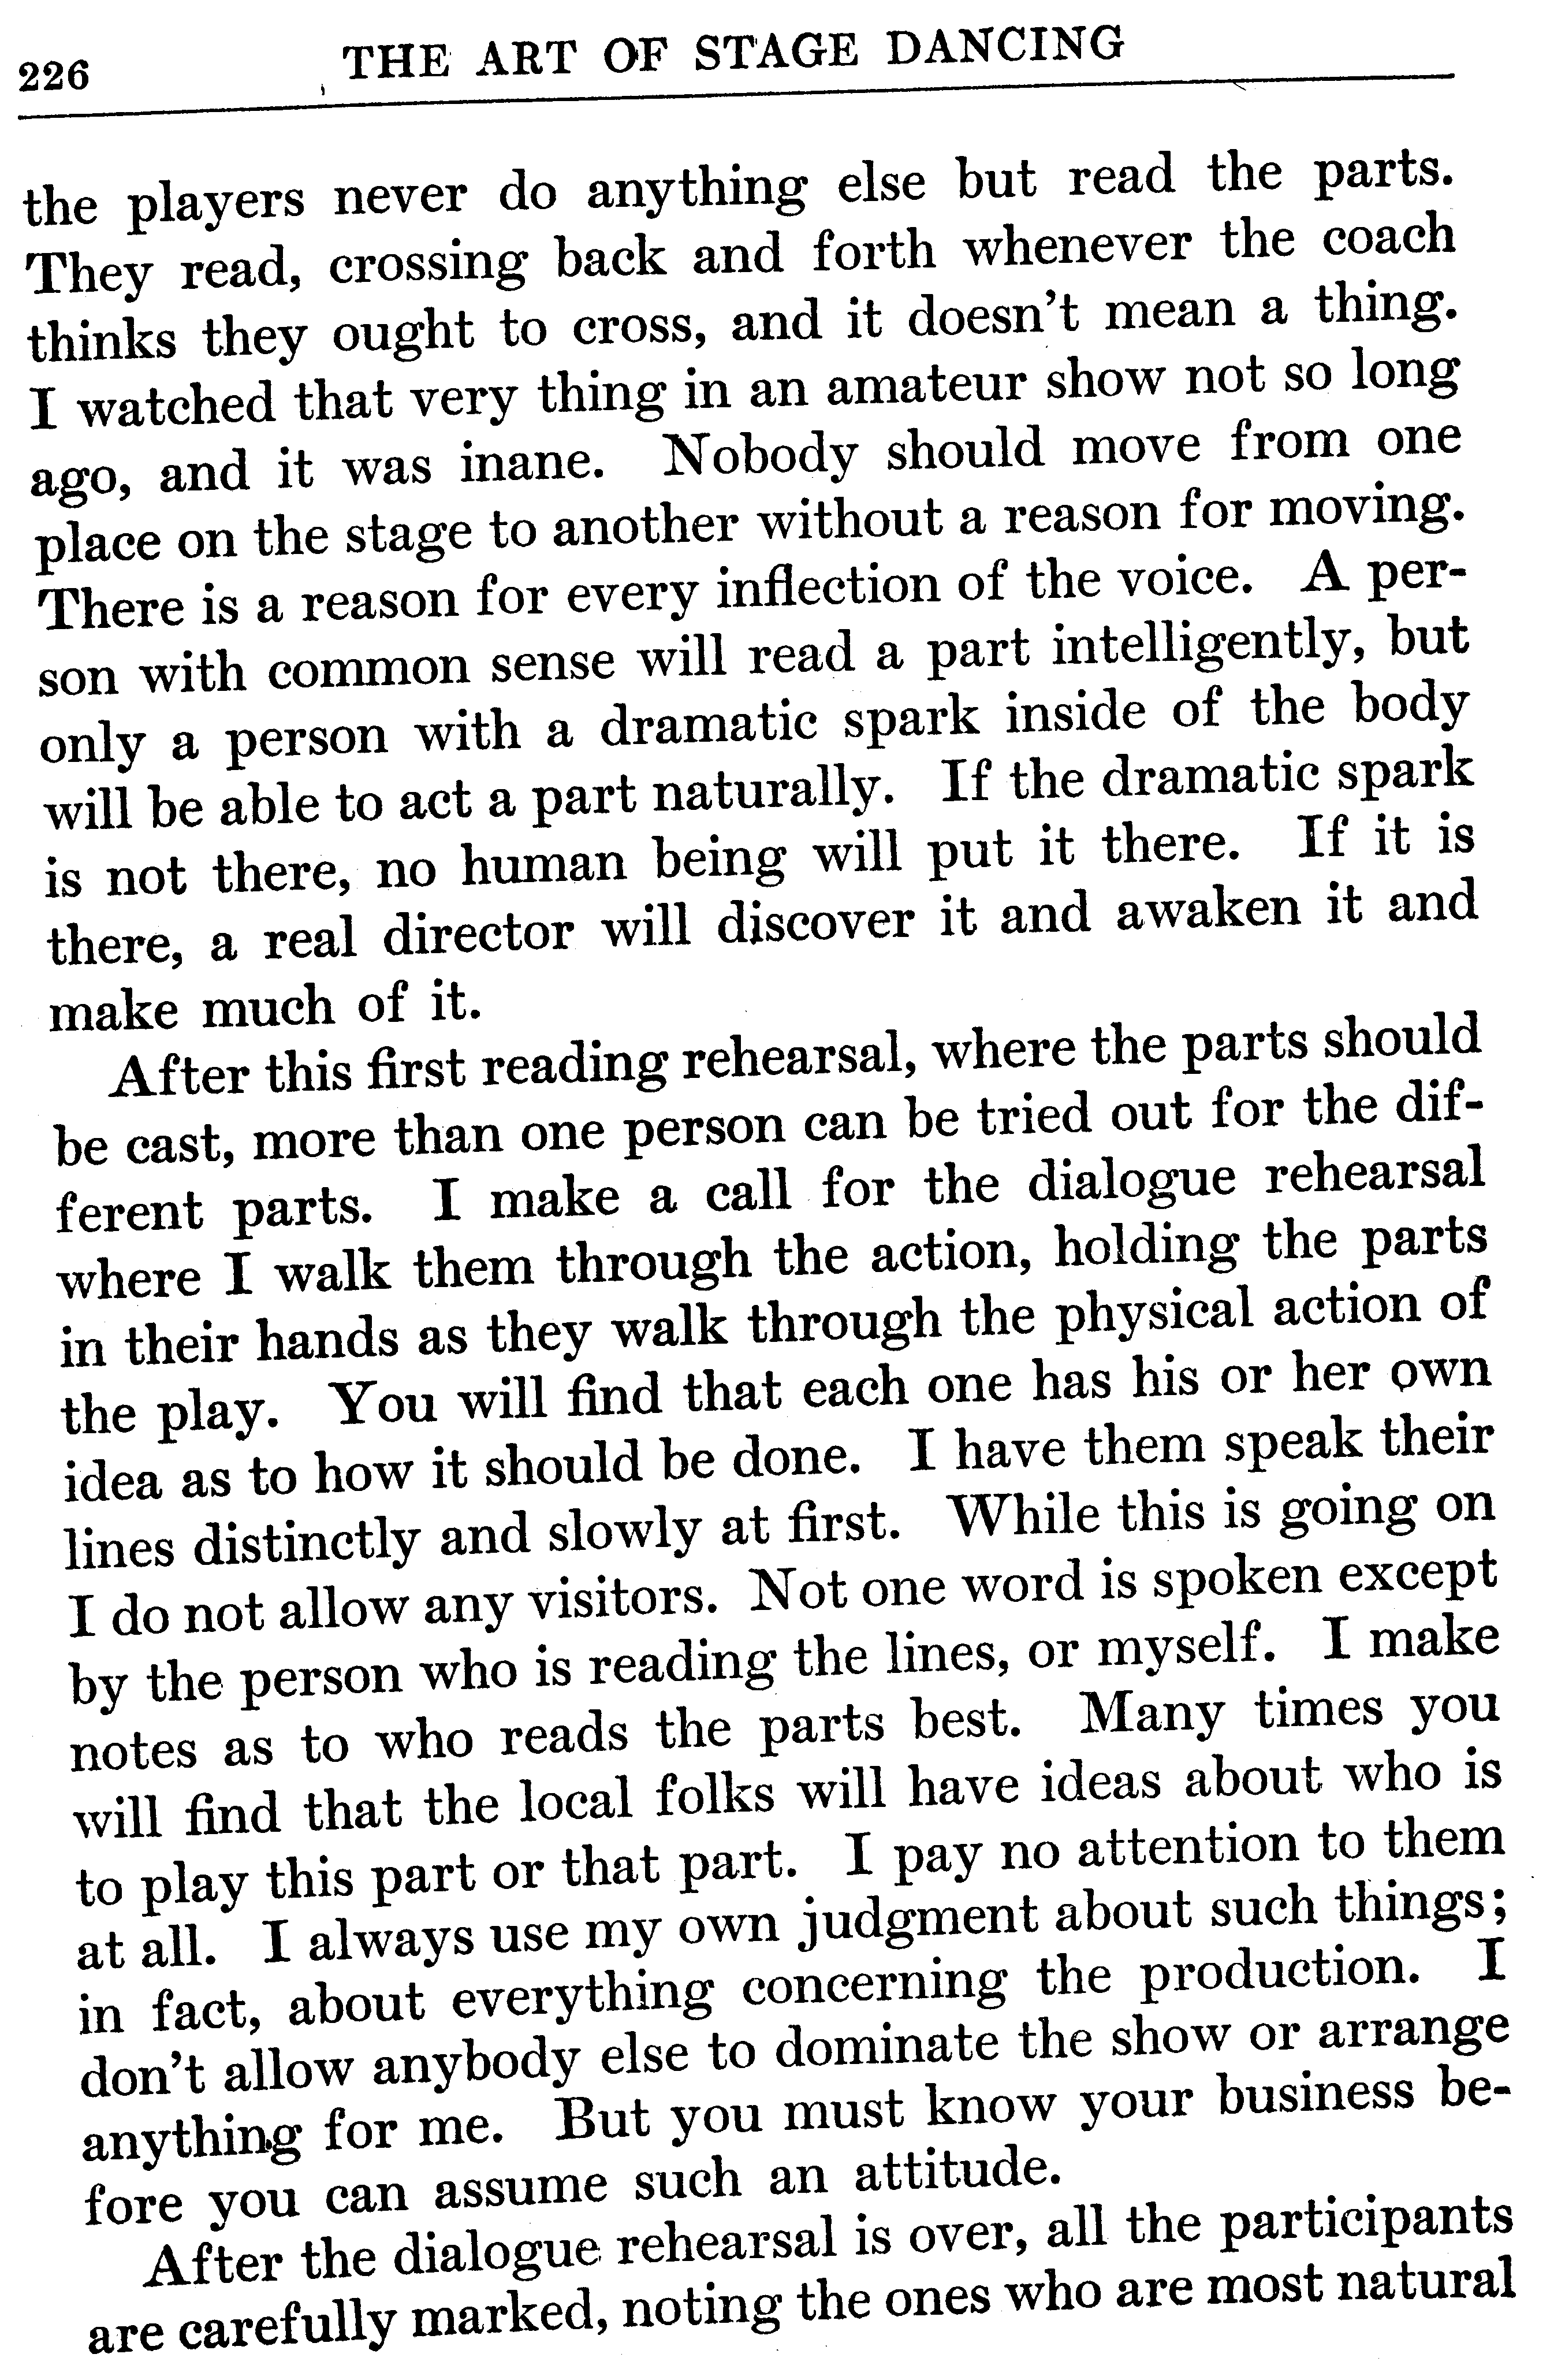 226 THE ART OF STAGE DANCING
the players never do anything else but read the parts.
They read, crossing back and forth whenever the coach
thinks they ought to cross, and it doesn't mean a thing.
I watched that very thing in an amateur show not so long
ago, and it was inane. Nobody should move from one
place on the stage to another without a reason for moving.
There is a reason for every inflection of the voice. A per-
son with common sense will read a part intelligently, but
only a person with a dramatic spark inside of the body
will be able to act a part naturally. If the dramatic spark
is not there, no human being will put it there. If it is
there, a real director will discover it and awaken it and
make much of it.
After this first reading rehearsal, where the parts should
be cast, more than one person can be tried out for the dif-
ferent parts. I make a call for the dialogue rehearsal
where I walk them through the action, holding the parts
in their hands as they walk through the physical action of
the play. You will find that each one has his or her own
idea as to how it should be done. I have them speak their
lines distinctly and slowly at first. While this is going on
I do not allow any visitors. Not one word is spoken except
by the person who is reading the lines, or myself. I make
notes as to who reads the parts best. Many times you
will find that the local folks will have ideas about who is
to play this part or that part. I pay no attention to them
at all. I always use my own judgment about such things;
in fact, about everything concerning the production. I
don't allow anybody else to dominate the show or arrange
anything for me. But you must know your business be-
fore you can assume such an attitude.
After the dialogue rehearsal is over, all the participants
are carefully marked, noting the ones who are most natural